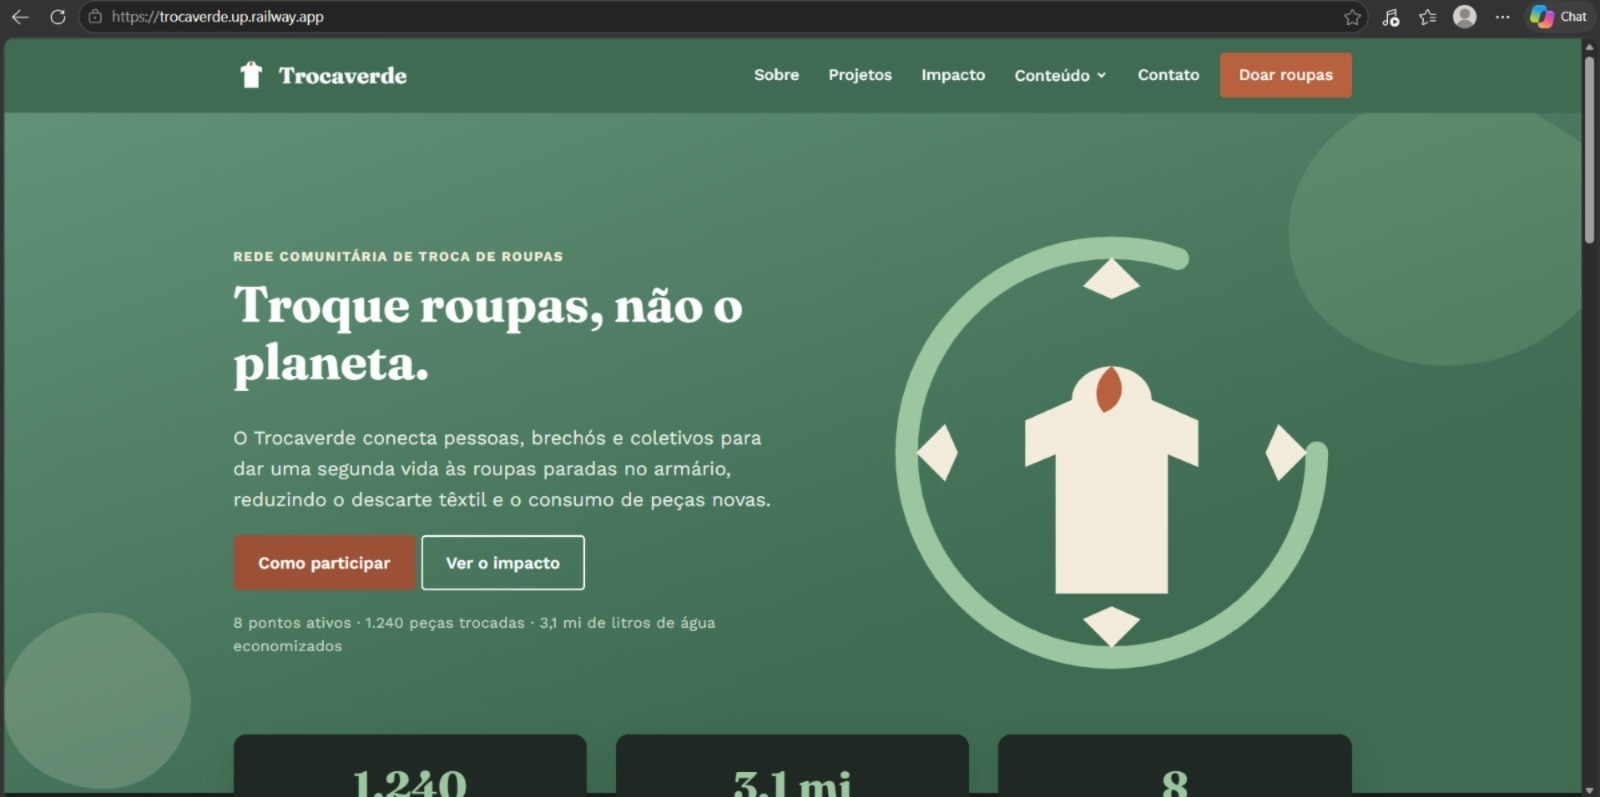 https://trocaverde.up.railway.app
Chat
Trocaverde
Sobre
Projetos
Impacto
Conteúdo
Contato
Doar roupas
REDE COMUNITÁRIA DE TROCA DE ROUPAS
Troque roupas, não o
planeta.
O Trocaverde conecta pessoas, brechós e coletivos para
dar uma segunda vida às roupas paradas no armário,
reduzindo o descarte têxtil e o consumo de peças novas.
Como participar
Ver o impacto
8 pontos ativos · 1.240 peças trocadas · 3,1 mi de litros de água
economizados
1.240
3,1 mi
8